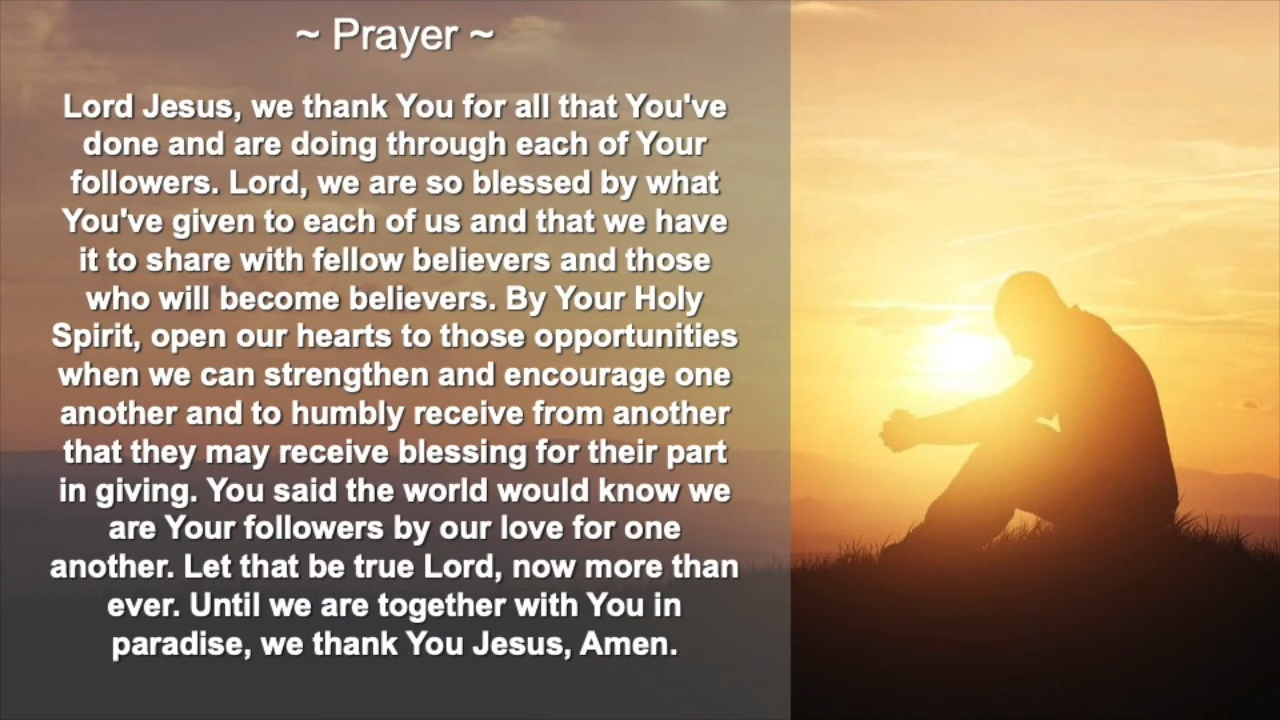 ~ Prayer ~
Lord Jesus, we thank You for all that You've
done and are doing through each of Your
followers. Lord, we are so blessed by what
You've given to each of us and that we have
it to share with fellow believers and those
who will become believers. By Your Holy
Spirit, open our hearts to those opportunities
when we can strengthen and encourage one
another and to humbly receive from another
that they may receive blessing for their part
in giving. You said the world would know we
are Your followers by our love for one
another. Let that be true Lord, now more than
ever. Until we are together with You in
paradise, we thank You Jesus, Amen.